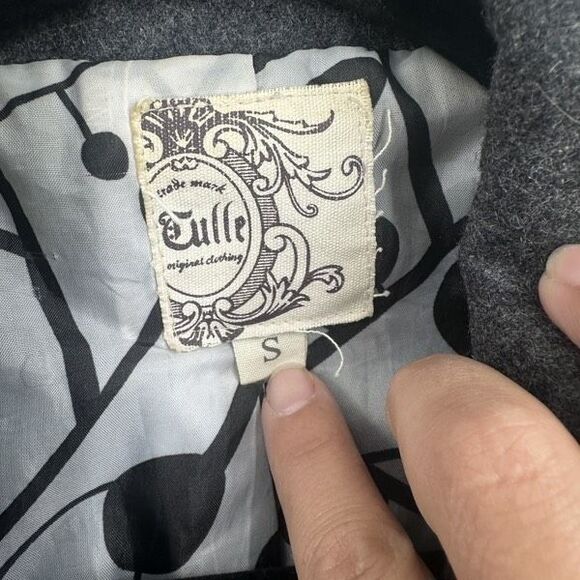 trade mark
Tulle
original clothing
S